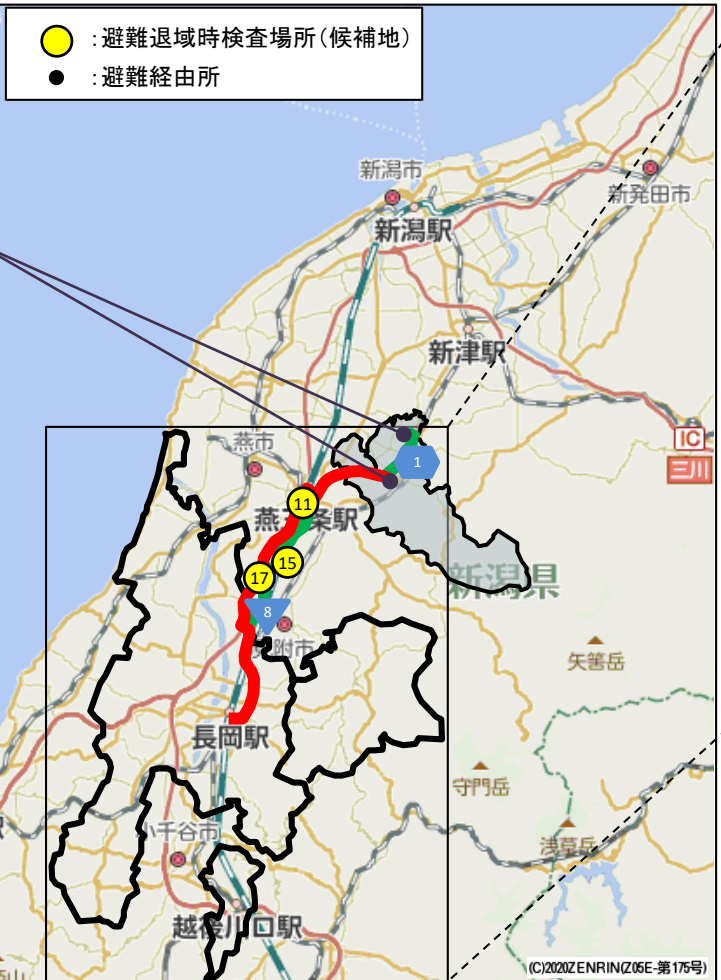 ：避難退域時検査場所（候補地）
：避難経由所
新潟市
新発田市
新潟駅
新津駅
1
IC
三川
燕市
11
燕三条駅
15
17
新潟県
8
見附市
矢筈岳
長岡駅
守門岳
小千谷市
浅草岳
越後川口駅
(C)2020ZENRIN(Z05E-第175号)